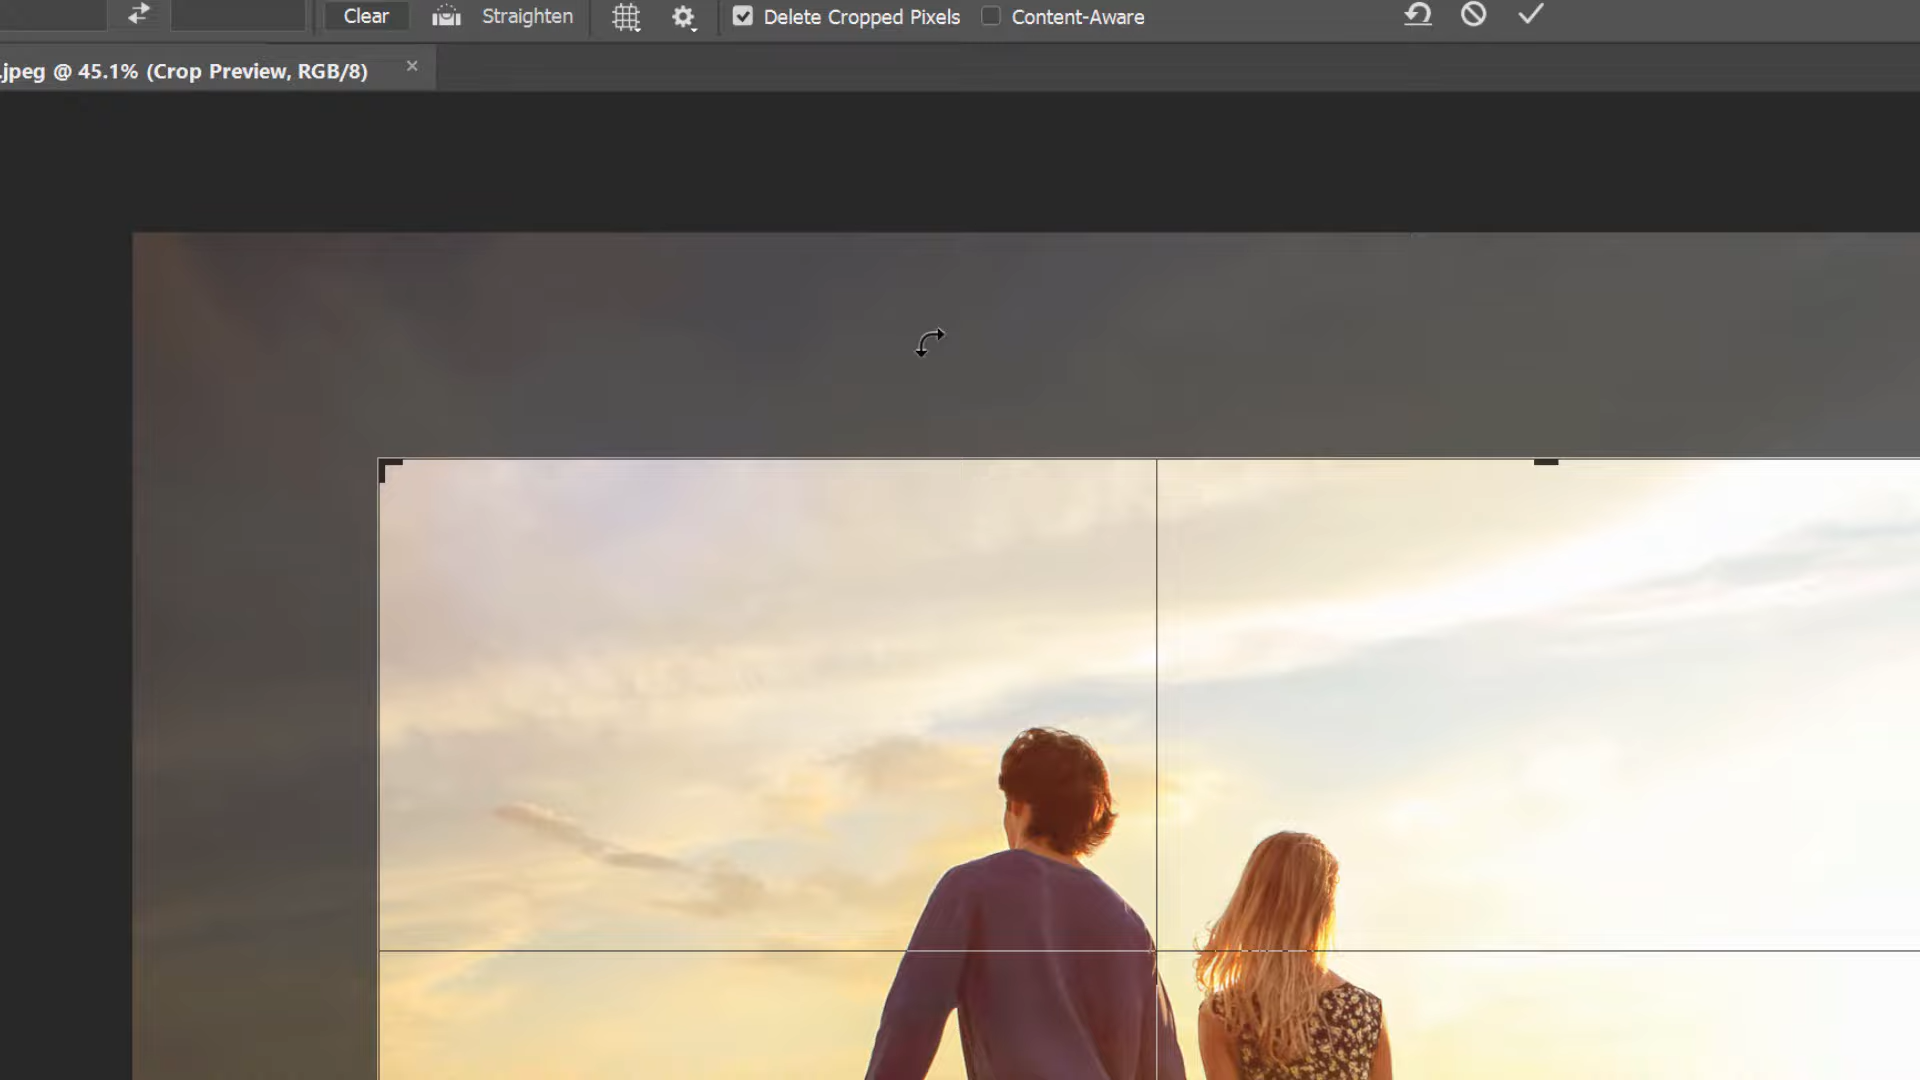 Clear Straighten Delete Cropped Pixels Content-Aware
.jpeg @ 45.1% (Crop Preview, RGB/8) ×